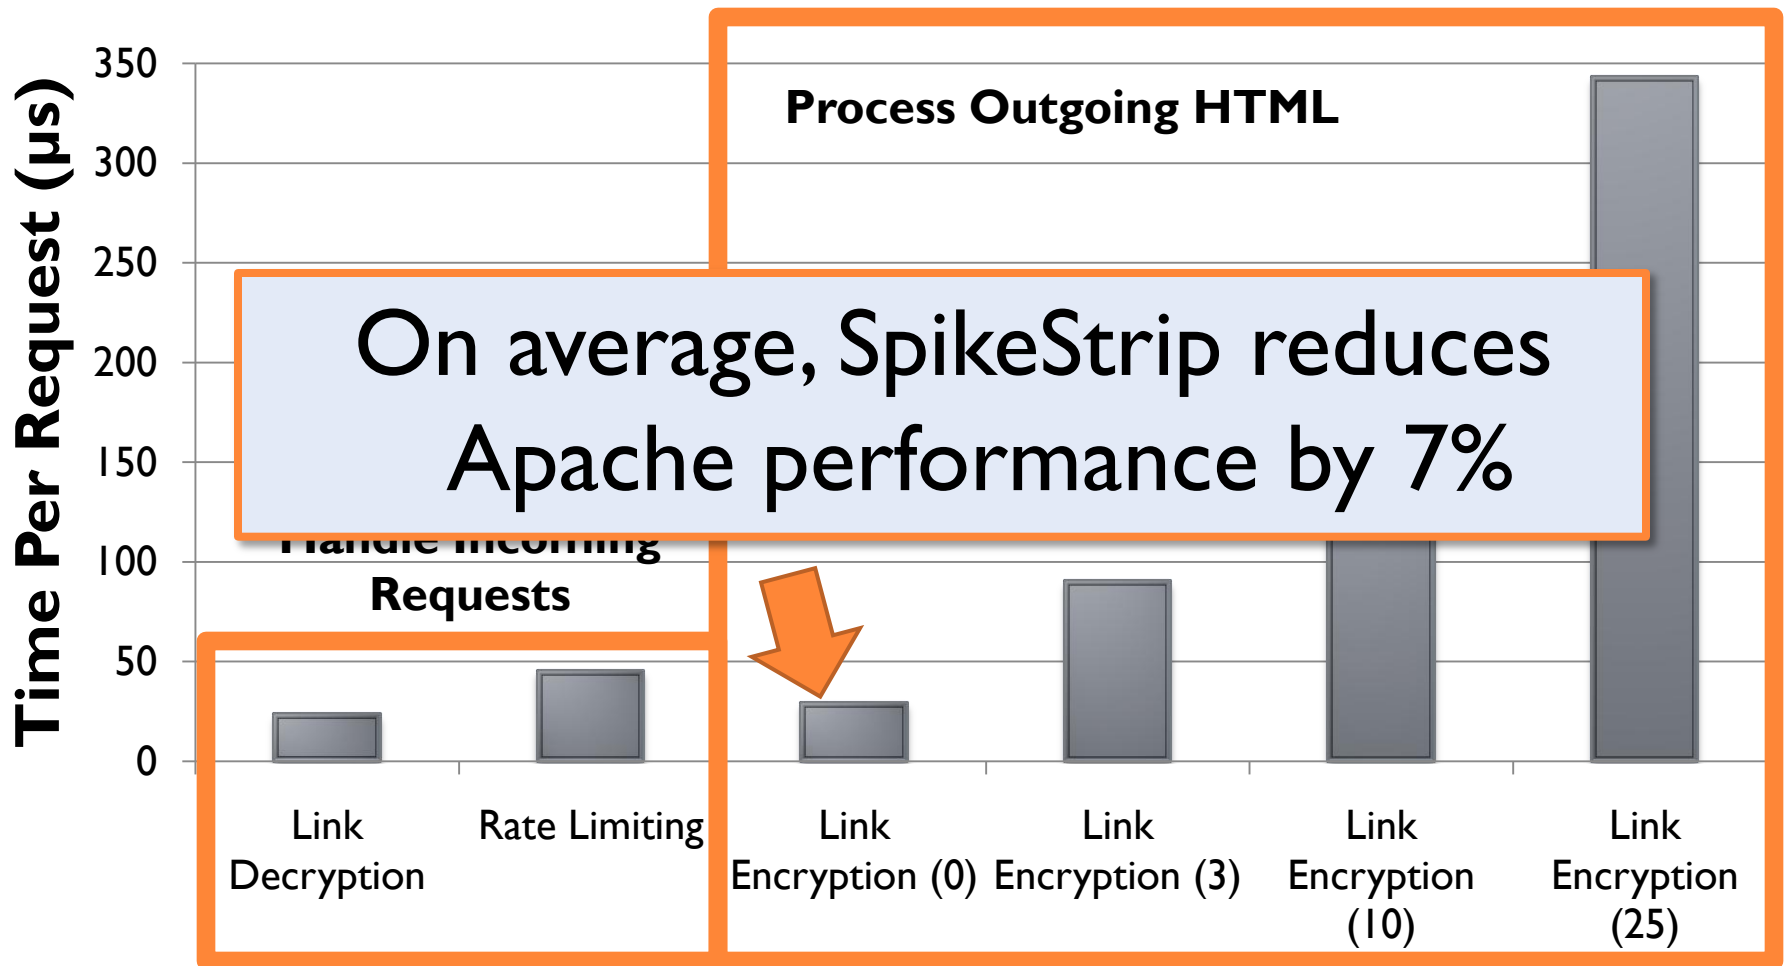 Time Per Request (μs)
350
300
250
200
150
100
50
0
Process Outgoing HTML
On average, SpikeStrip reduces
Apache performance by 7%
Handle Incoming
Requests
Link
Decryption
Rate Limiting
Link
Encryption (0)
Link
Encryption (3)
Link
Encryption
(10)
Link
Encryption
(25)